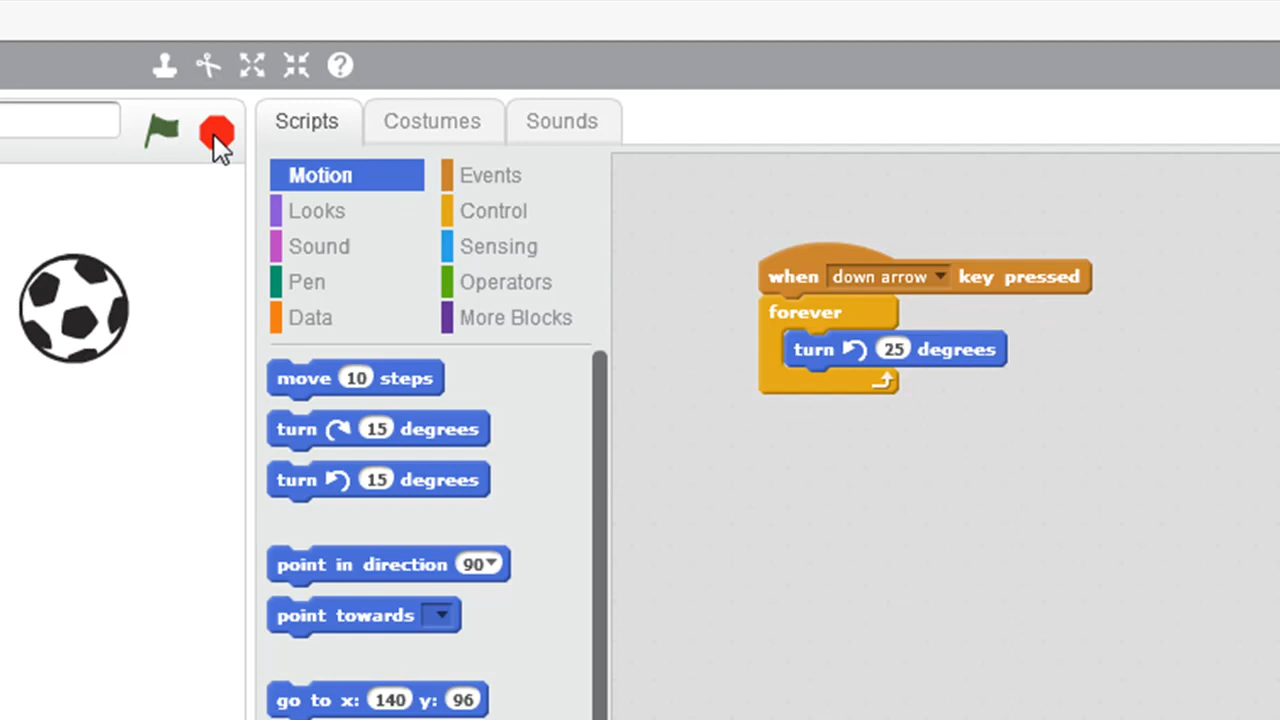 ?
Scripts Costumes Sounds
Motion Events
Looks Control
Sound Sensing
Pen Operators
Data More Blocks
move 10 steps
turn 15 degrees
turn 15 degrees
point in direction 90
point towards
go to x: 140 y: 96
when down arrow key pressed
forever
turn 25 degrees